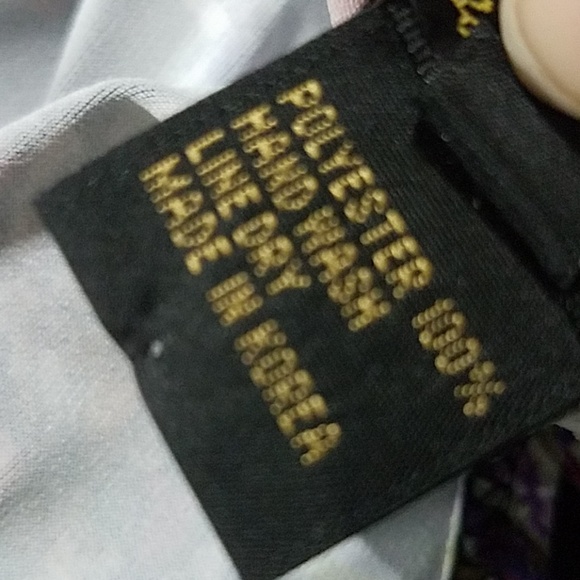 POLYESTER 100%
HAND WASH
LINE DRY
MADE IN KOREA